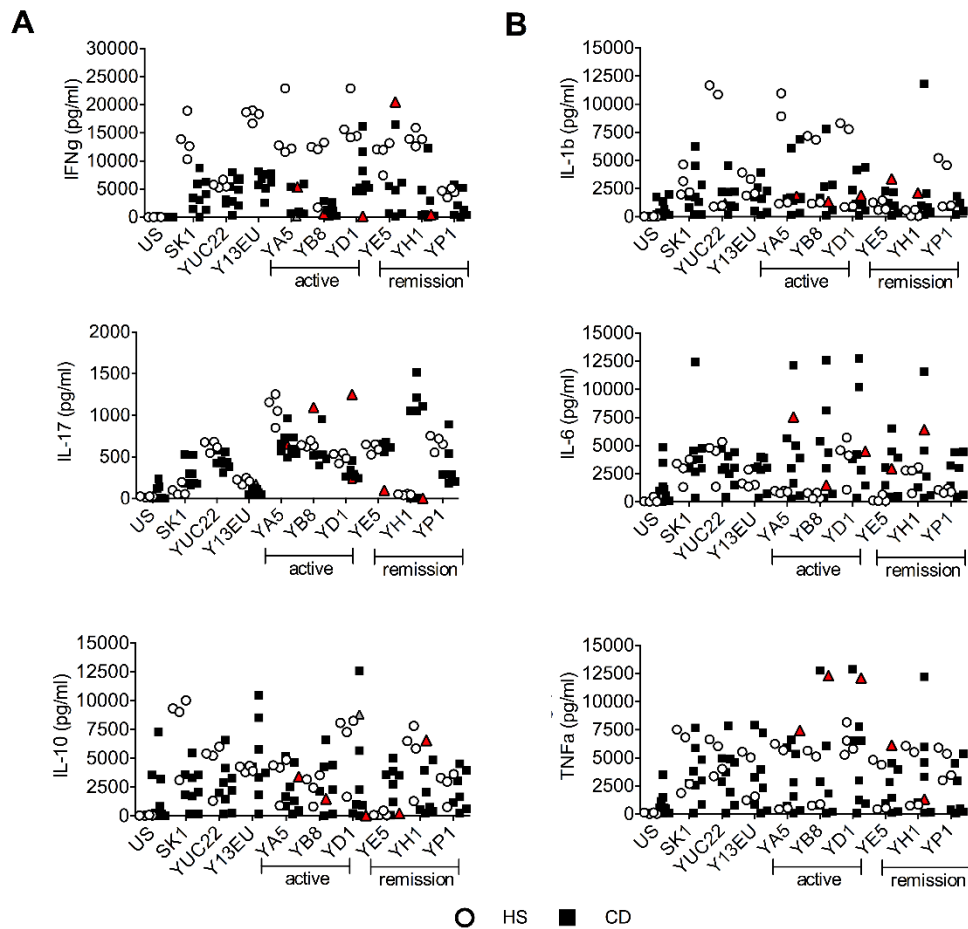 A
B
IFNg (pg/ml)
30000
25000
20000
15000
10000
5000
0
US
SK1
YUC22
Y13EU
YA5
YB8
YD1
YE5
YH1
YP1
active
remission
IL-1b (pg/ml)
15000
12500
10000
7500
5000
2500
0
US
SK1
YUC22
Y13EU
YA5
YB8
YD1
YE5
YH1
YP1
active
remission
IL-17 (pg/ml)
2000
1500
1000
500
0
US
SK1
YUC22
Y13EU
YA5
YB8
YD1
YE5
YH1
YP1
active
remission
IL-6 (pg/ml)
15000
12500
10000
7500
5000
2500
0
US
SK1
YUC22
Y13EU
YA5
YB8
YD1
YE5
YH1
YP1
active
remission
IL-10 (pg/ml)
15000
12500
10000
7500
5000
2500
0
US
SK1
YUC22
Y13EU
YA5
YB8
YD1
YE5
YH1
YP1
active
remission
TNFa (pg/ml)
15000
12500
10000
7500
5000
2500
0
US
SK1
YUC22
Y13EU
YA5
YB8
YD1
YE5
YH1
YP1
active
remission
HS
CD